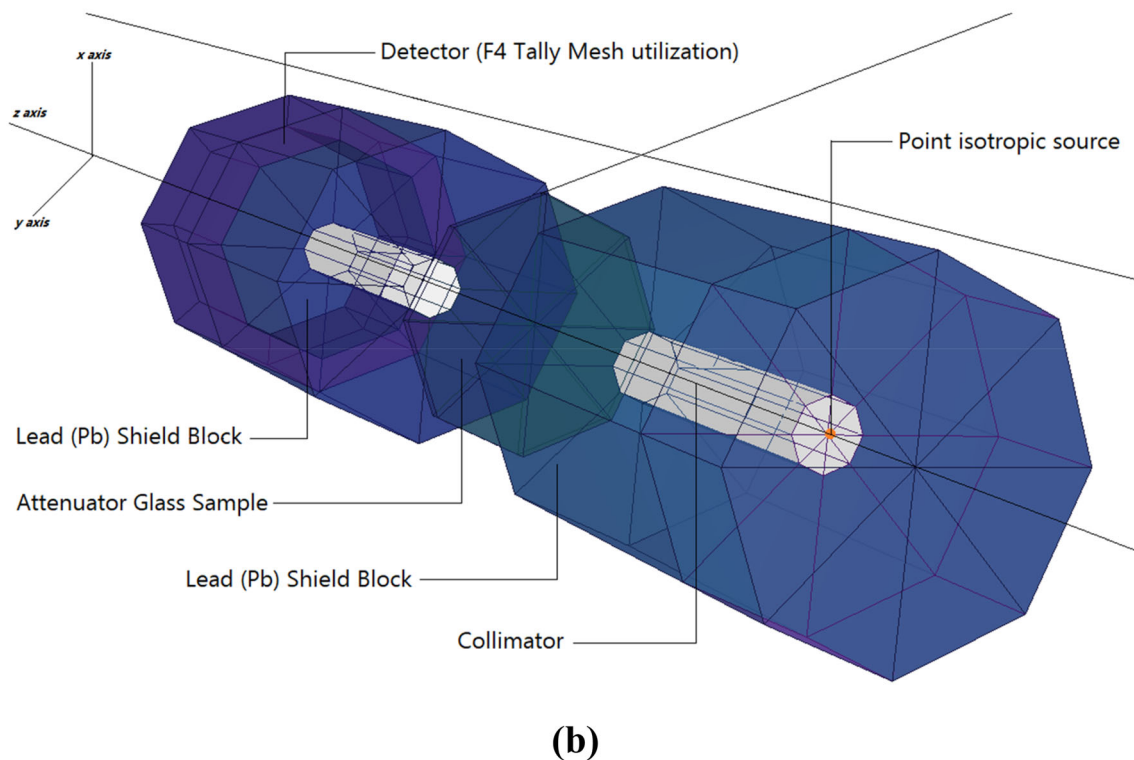 Detector (F4 Tally Mesh utilization)
x axis
z axis
y axis
Point isotropic source
Lead (Pb) Shield Block
Attenuator Glass Sample
Lead (Pb) Shield Block
Collimator
(b)